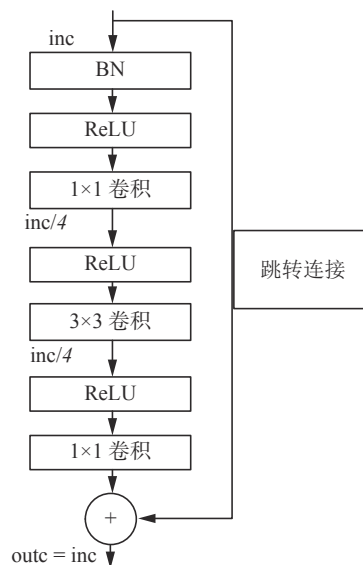 inc
BN
ReLU
1×1 卷积
inc/4
ReLU
跳转连接
3×3 卷积
inc/4
ReLU
1×1 卷积
+
outc = inc